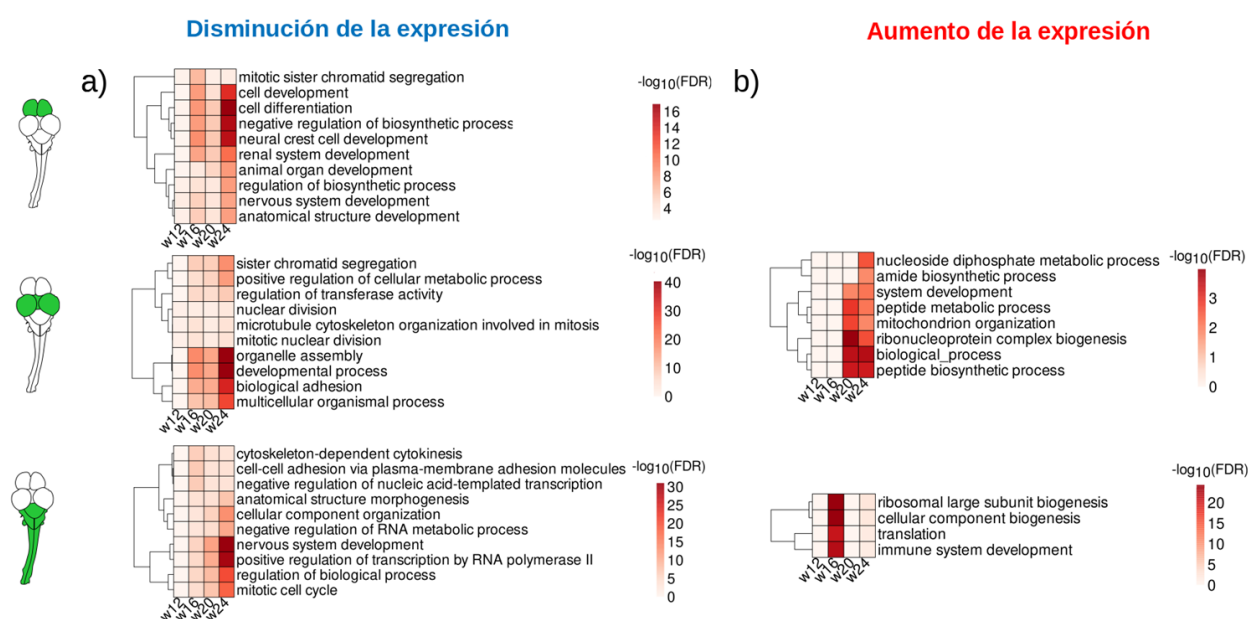 Disminución de la expresión
Aumento de la expresión
a)
mitotic sister chromatid segregation
cell development
cell differentiation
negative regulation of biosynthetic process
neural crest cell development
renal system development
animal organ development
regulation of biosynthetic process
nervous system development
anatomical structure development
w12 w16 w20 w24
-log10(FDR)
16
14
12
10
8
6
4
sister chromatid segregation
positive regulation of cellular metabolic process
regulation of transferase activity
nuclear division
microtubule cytoskeleton organization involved in mitosis
mitotic nuclear division
organelle assembly
developmental process
biological adhesion
multicellular organismal process
w12 w16 w20 w24
-log10(FDR)
40
30
20
10
0
cytoskeleton-dependent cytokinesis
cell-cell adhesion via plasma-membrane adhesion molecules
negative regulation of nucleic acid-templated transcription
anatomical structure morphogenesis
cellular component organization
negative regulation of RNA metabolic process
nervous system development
positive regulation of transcription by RNA polymerase II
regulation of biological process
mitotic cell cycle
w12 w16 w20 w24
-log10(FDR)
30
25
20
15
10
5
0
b)
nucleoside diphosphate metabolic process
amide biosynthetic process
system development
peptide metabolic process
mitochondrion organization
ribonucleoprotein complex biogenesis
biological_process
peptide biosynthetic process
w12 w16 w20 w24
-log10(FDR)
3
2
1
0
ribosomal large subunit biogenesis
cellular component biogenesis
translation
immune system development
w12 w16 w20 w24
-log10(FDR)
20
15
10
5
0